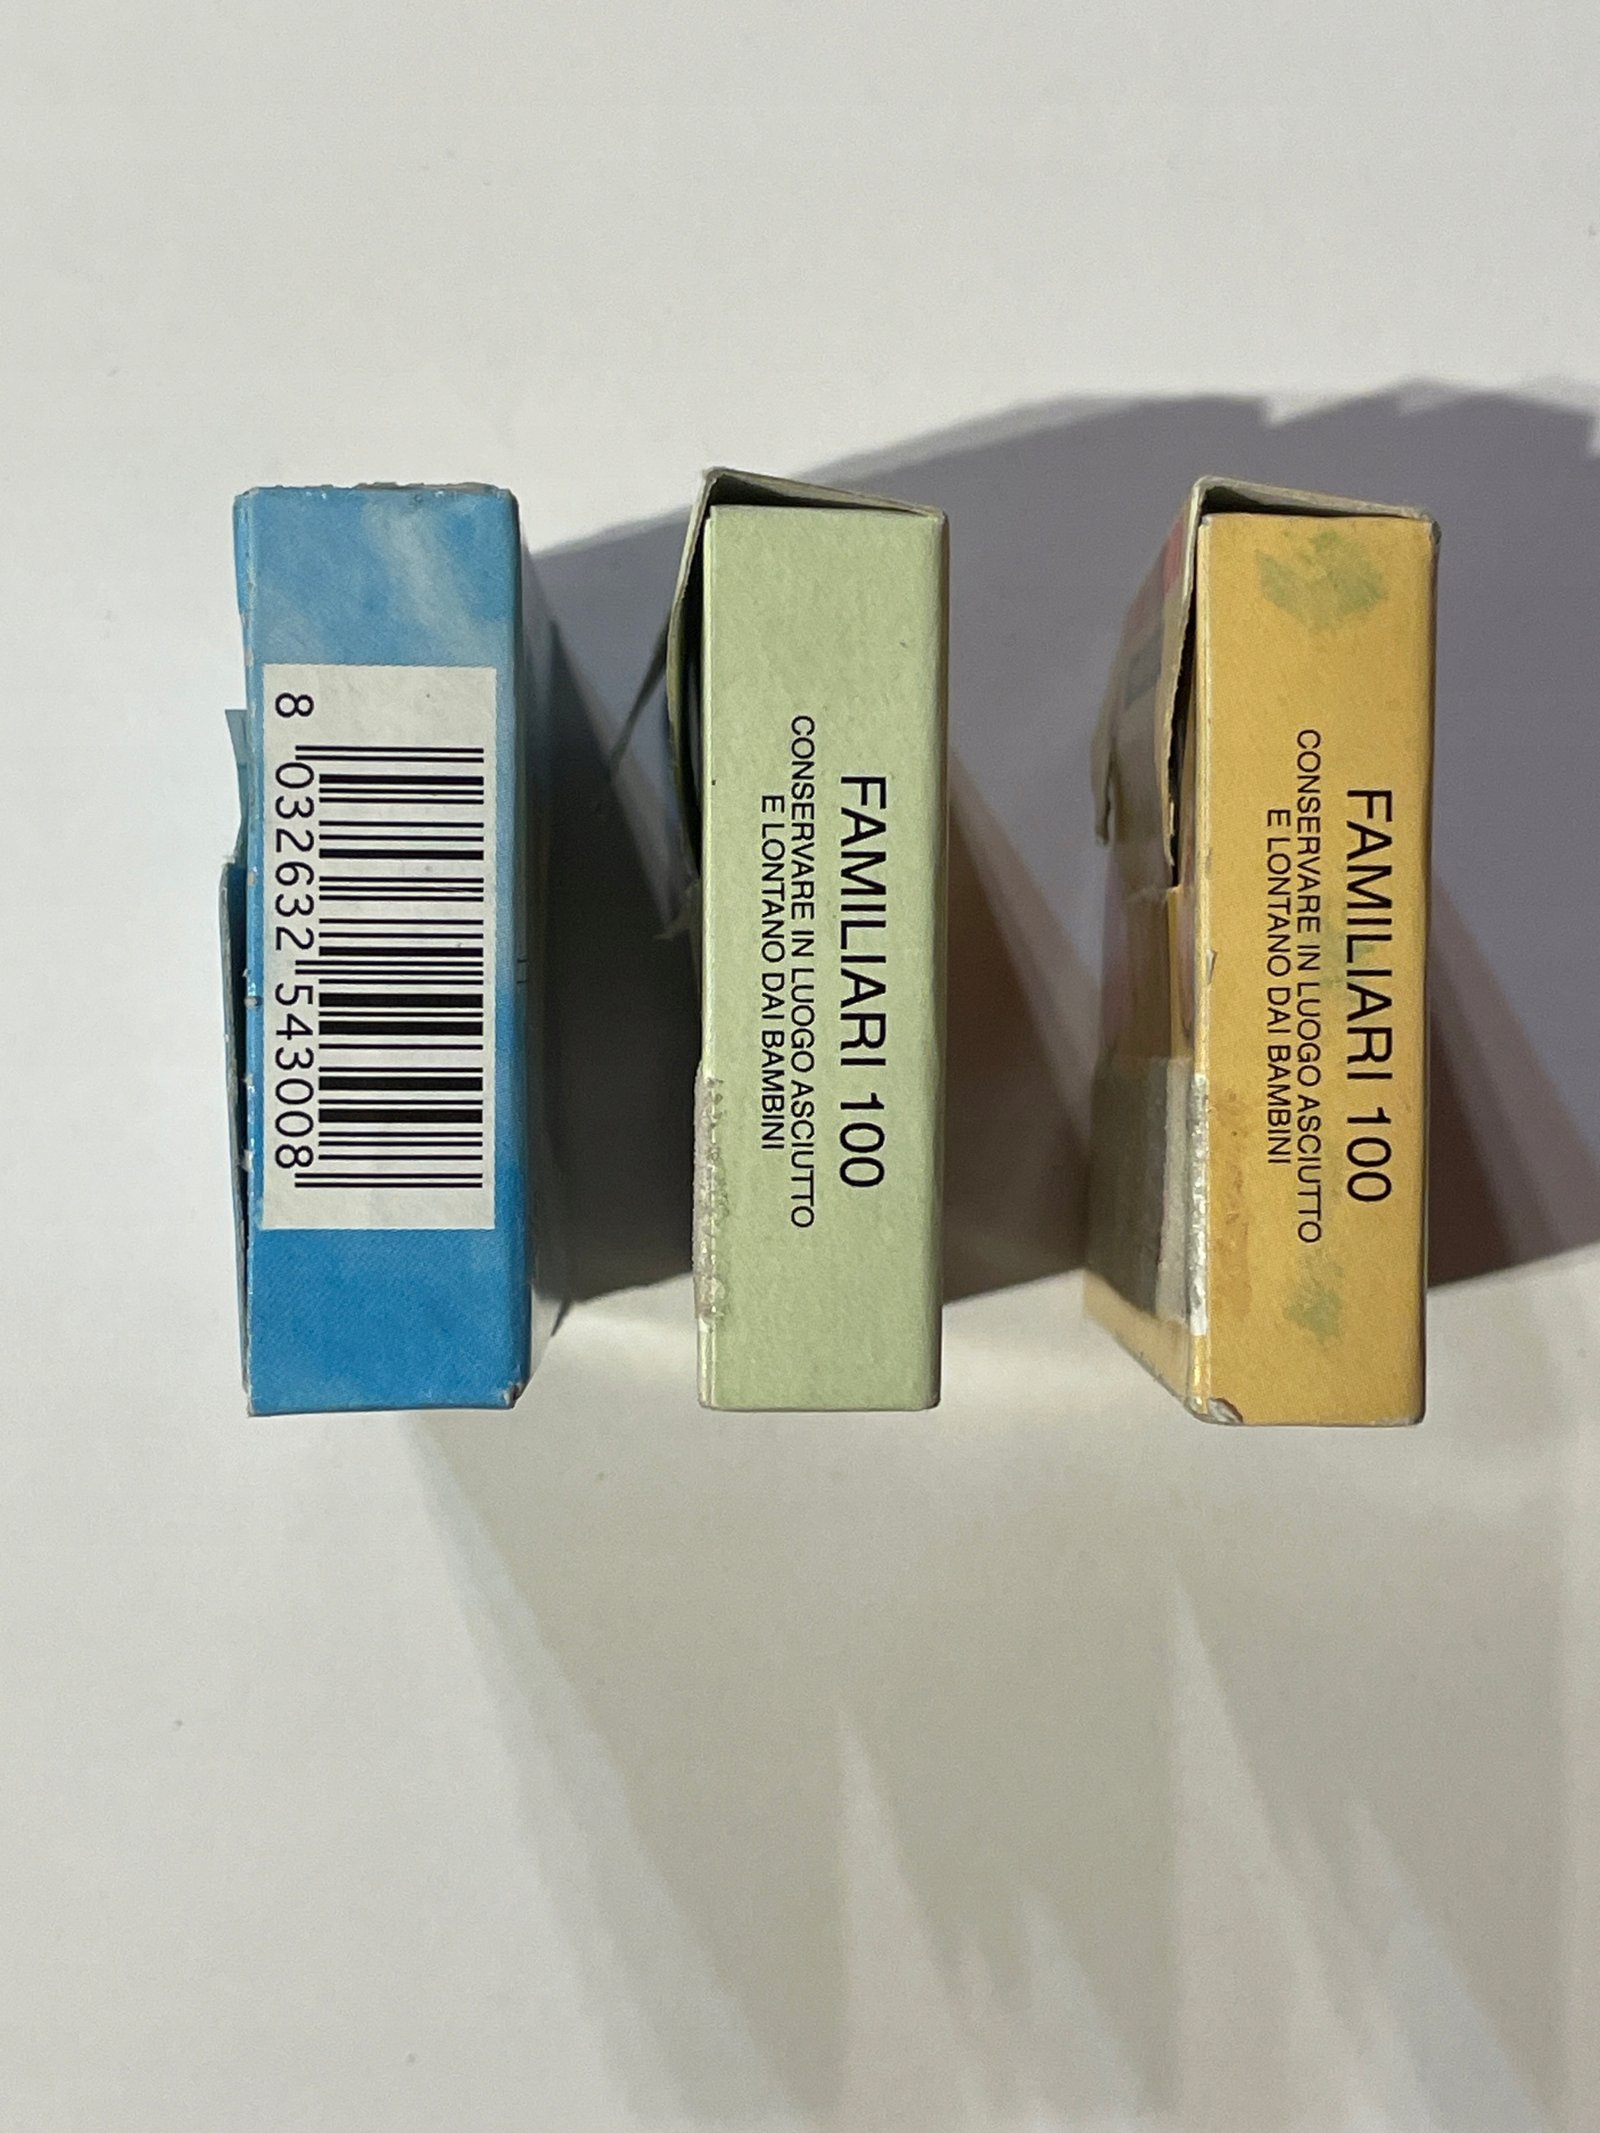 8 032632 543008
FAMILIARI 100
CONSERVARE IN LUOGO ASCIUTTO
E LONTANO DAI BAMBINI
FAMILIARI 100
CONSERVARE IN LUOGO ASCIUTTO
E LONTANO DAI BAMBINI